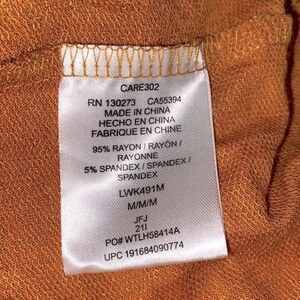 CARE302
RN 130273 CA55394
MADE IN CHINA
HECHO EN CHINA
FABRIQUE EN CHINE
95% RAYON / RAYÓN /
RAYONNE
5% SPANDEX / SPANDEX /
SPANDEX
LWK491M
M/M/M
JFJ
21I
PO# WTLH58414A
UPC 191684090774